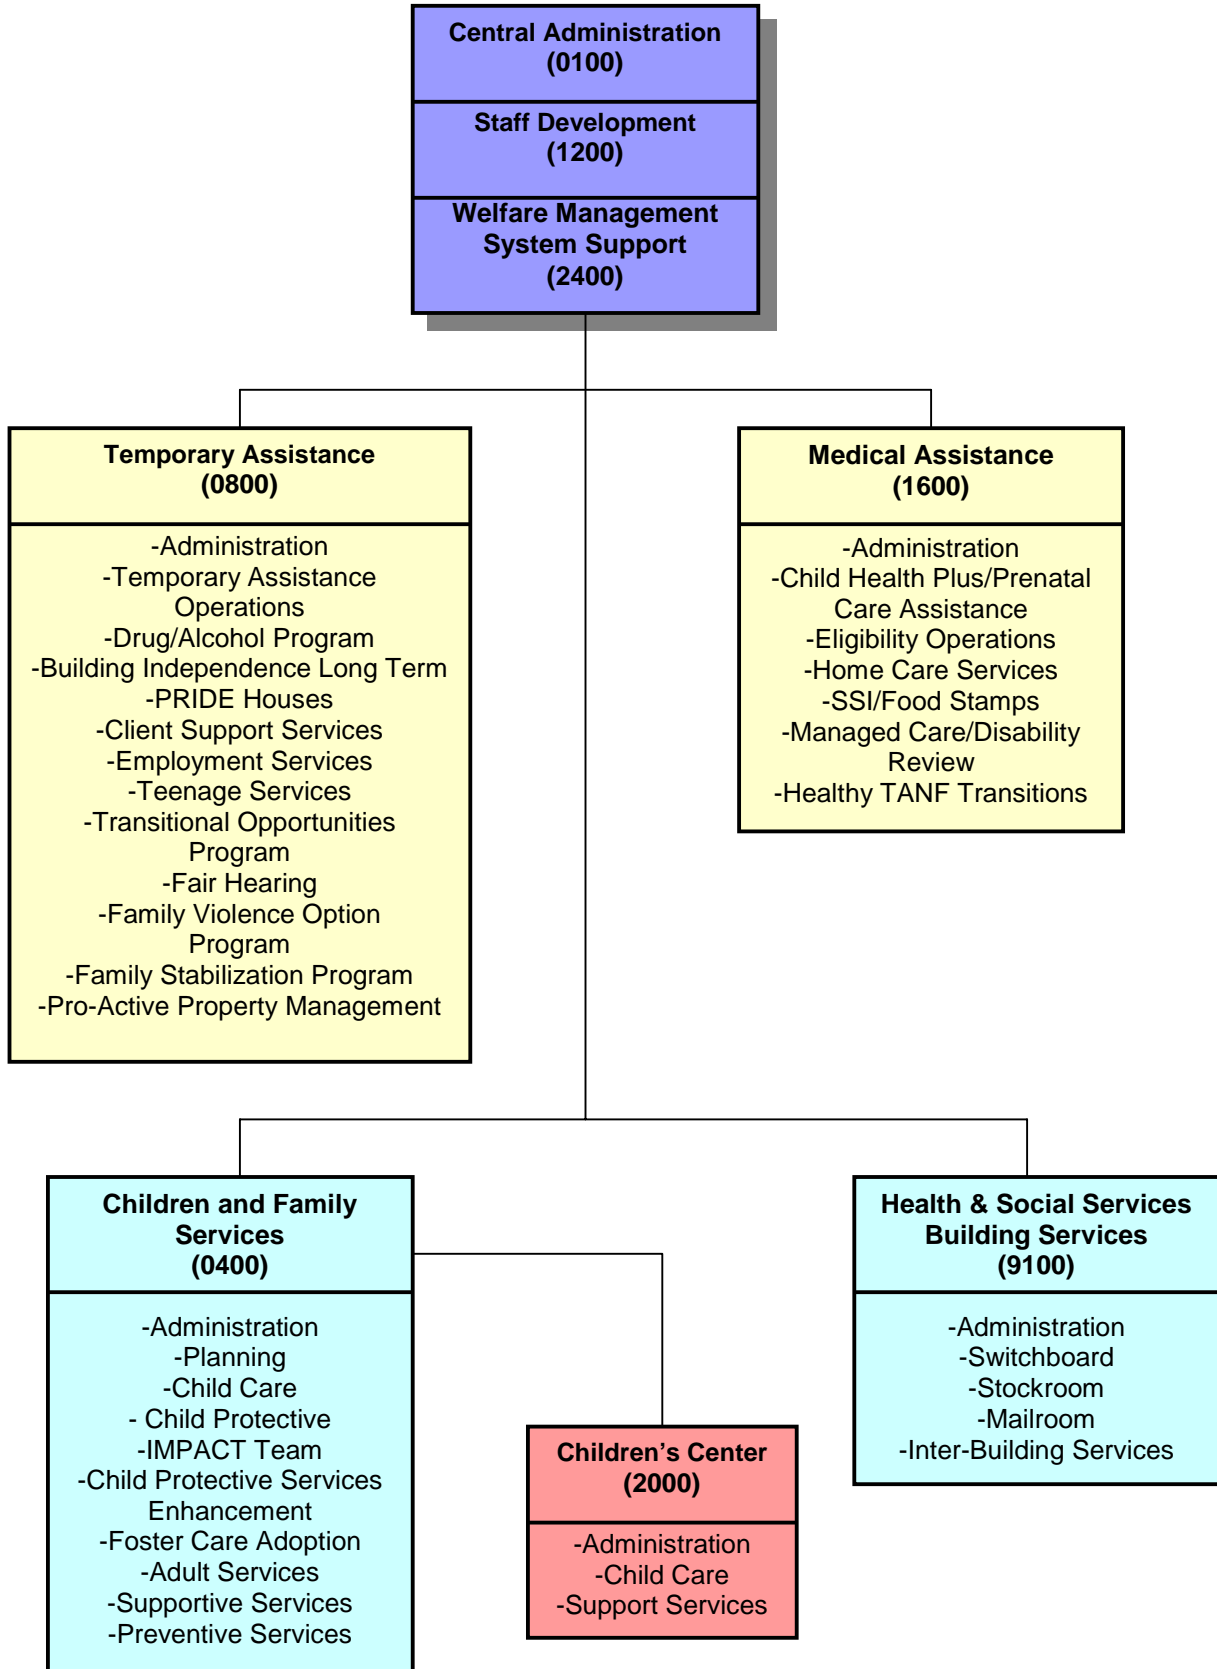 Central Administration
(0100)
Staff Development
(1200)
Welfare Management
System Support
(2400)
Temporary Assistance
(0800)
-Administration
-Temporary Assistance
Operations
-Drug/Alcohol Program
-Building Independence Long Term
-PRIDE Houses
-Client Support Services
-Employment Services
-Teenage Services
-Transitional Opportunities
Program
-Fair Hearing
-Family Violence Option
Program
-Family Stabilization Program
-Pro-Active Property Management
Medical Assistance
(1600)
-Administration
-Child Health Plus/Prenatal
Care Assistance
-Eligibility Operations
-Home Care Services
-SSI/Food Stamps
-Managed Care/Disability
Review
-Healthy TANF Transitions
Children and Family
Services
(0400)
-Administration
-Planning
-Child Care
- Child Protective
-IMPACT Team
-Child Protective Services
Enhancement
-Foster Care Adoption
-Adult Services
-Supportive Services
-Preventive Services
Children’s Center
(2000)
-Administration
-Child Care
-Support Services
Health & Social Services
Building Services
(9100)
-Administration
-Switchboard
-Stockroom
-Mailroom
-Inter-Building Services